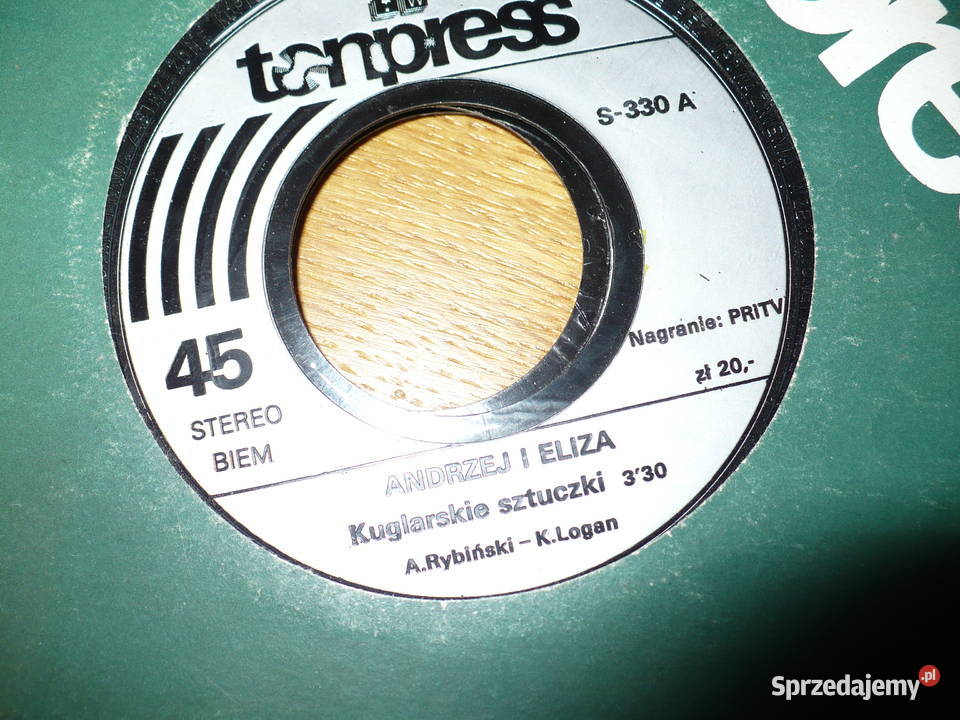 tonpress
S-330 A
45
STEREO
BIEM
Nagranie: PRITV
zł 20,-
ANDRZEJ I ELIZA
Kuglarskie sztuczki 3'30
A.Rybiński – K.Logan
Sprzedajemy.pl